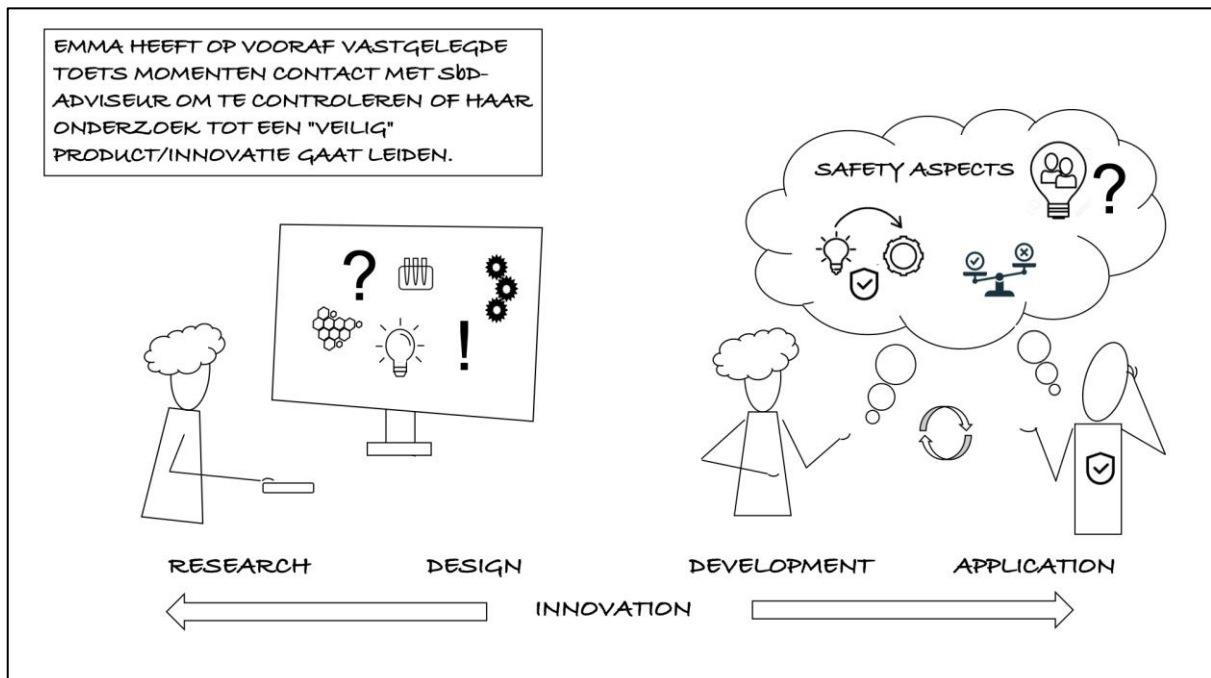 EMMA HEEFT OP VOORAF VASTGELEGDE
TOETS MOMENTEN CONTACT MET SbD-
ADVISEUR OM TE CONTROLEREN OF HAAR
ONDERZOEK TOT EEN "VEILIG"
PRODUCT/INNOVATIE GAAT LEIDEN.
SAFETY ASPECTS
?
?
!
RESEARCH DESIGN DEVELOPMENT APPLICATION
INNOVATION